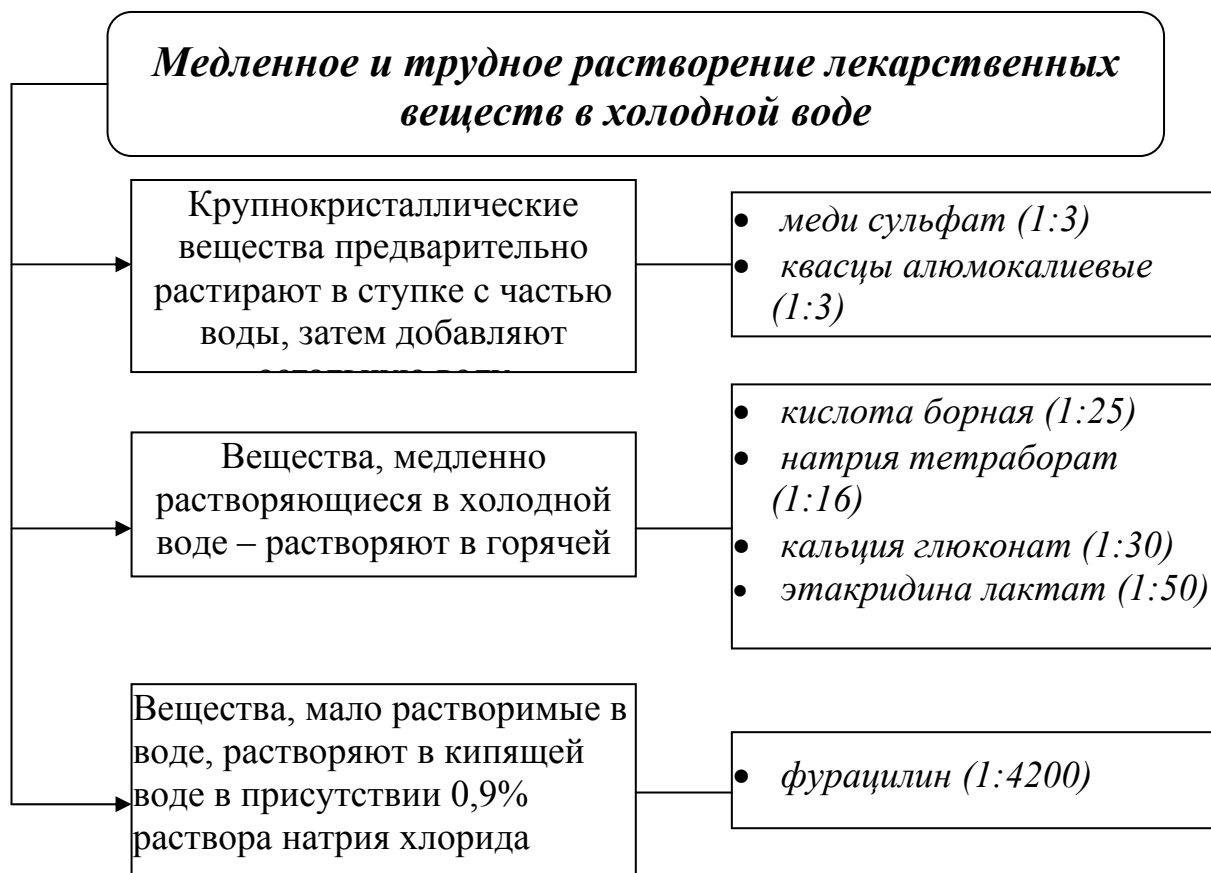 Медленное и трудное растворение лекарственных
веществ в холодной воде
Крупнокристаллические
вещества предварительно
растирают в ступке с частью
воды, затем добавляют
• меди сульфат (1:3)
• квасцы алюмокалиевые
(1:3)
Вещества, медленно
растворяющиеся в холодной
воде – растворяют в горячей
• кислота борная (1:25)
• натрия тетраборат
(1:16)
• кальция глюконат (1:30)
• этакридина лактат (1:50)
Вещества, мало растворимые в
воде, растворяют в кипящей
воде в присутствии 0,9%
раствора натрия хлорида
• фурацилин (1:4200)